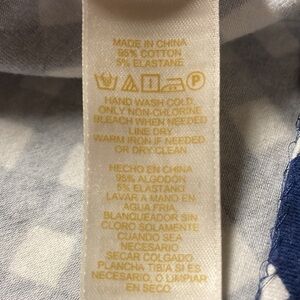 MADE IN CHINA
95% COTTON
5% ELASTANE
P
HAND WASH COLD,
ONLY NON-CHLORINE
BLEACH WHEN NEEDED
LINE DRY
WARM IRON IF NEEDED
OR DRY CLEAN
HECHO EN CHINA
95% ALGODON
5% ELASTANO
LAVAR A MANO EN
AGUA FRIA
BLANQUEADOR SIN
CLORO SOLAMENTE
CUANDO SEA
NECESARIO
SECAR COLGADO
PLANCHA TIBIA SI ES
NECESARIO, O LIMPIAR
EN SECO